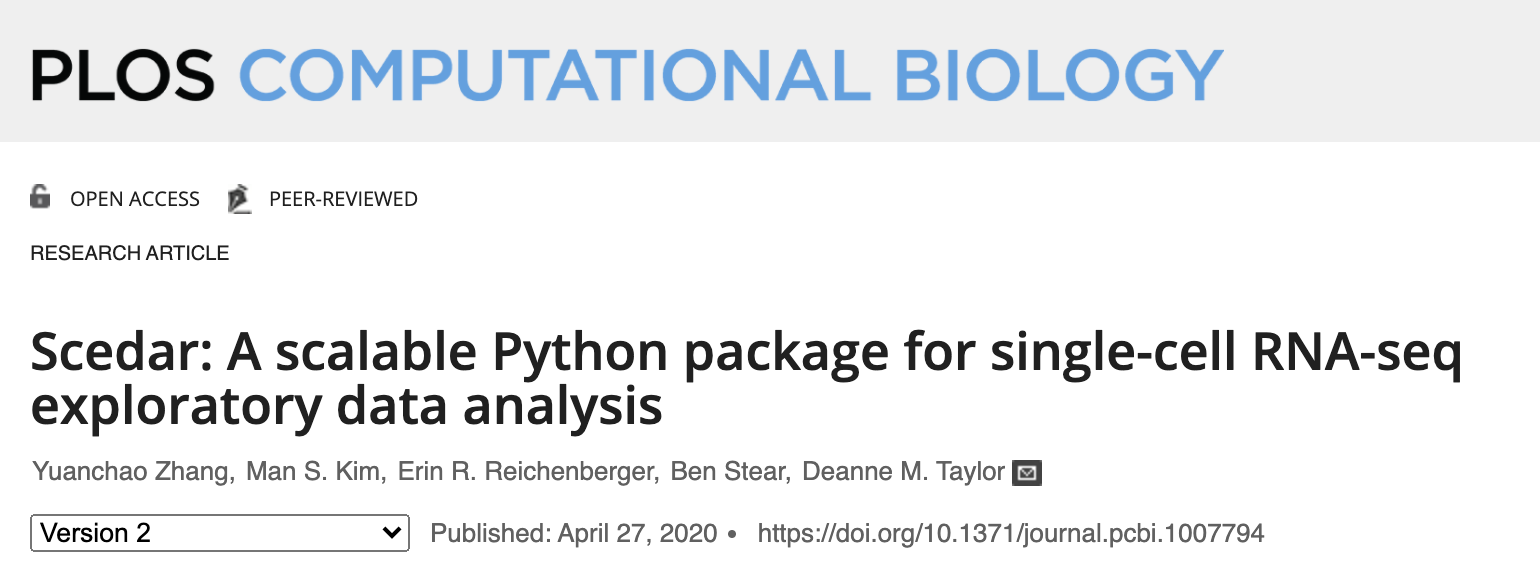 PLOS COMPUTATIONAL BIOLOGY
OPEN ACCESS PEER-REVIEWED
RESEARCH ARTICLE
Scedar: A scalable Python package for single-cell RNA-seq
exploratory data analysis
Yuanchao Zhang, Man S. Kim, Erin R. Reichenberger, Ben Stear, Deanne M. Taylor
Version 2 Published: April 27, 2020 • https://doi.org/10.1371/journal.pcbi.1007794